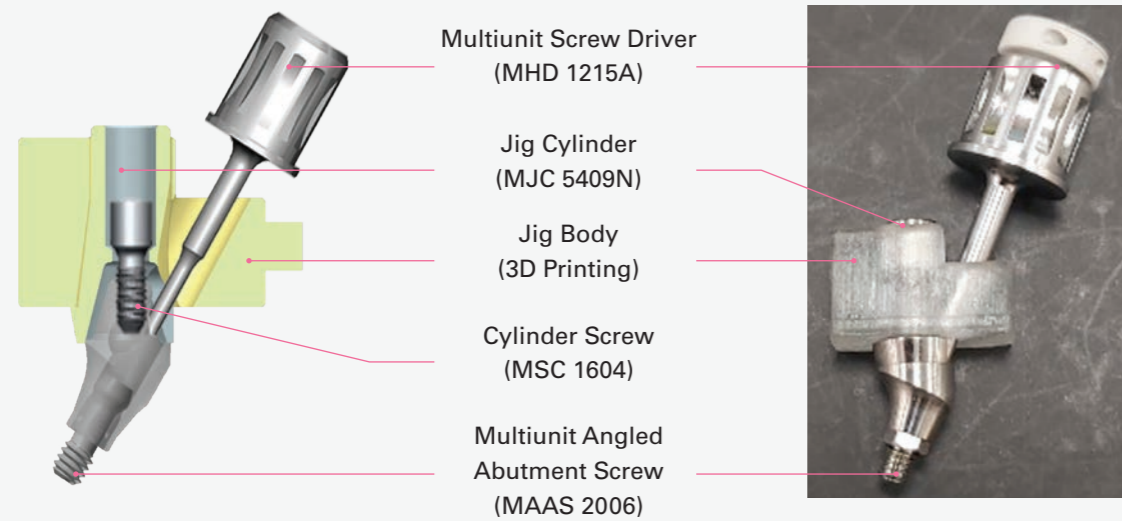 Multiunit Screw Driver
(MHD 1215A)
Jig Cylinder
(MJC 5409N)
Jig Body
(3D Printing)
Cylinder Screw
(MSC 1604)
Multiunit Angled
Abutment Screw
(MAAS 2006)